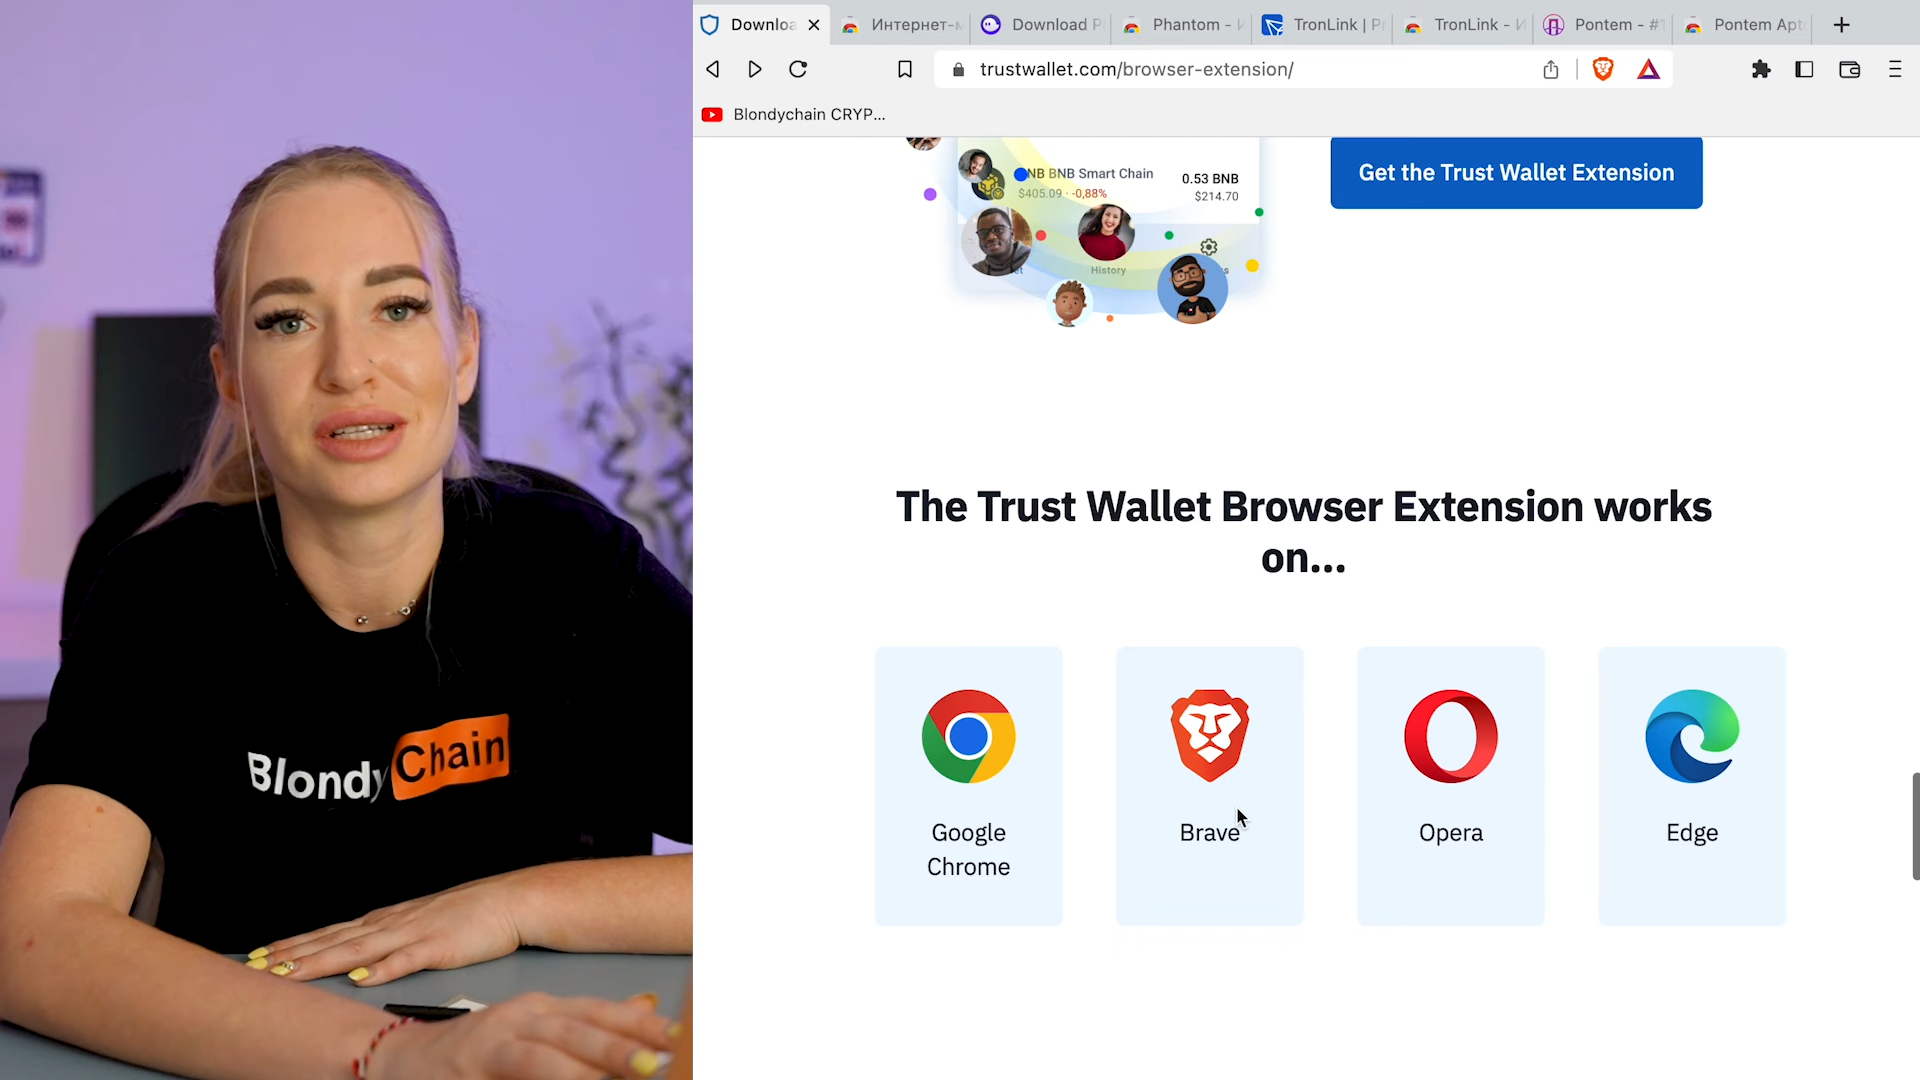 Downloa
Интернет-м
Download P
Phantom - И
TronLink | Pr
TronLink - И
Pontem - #1
Pontem Apt
trustwallet.com/browser-extension/
Blondychain CRYP...
Get the Trust Wallet Extension
NB BNB Smart Chain
0.53 BNB
$405.09 · -0,88%
$214.70
History
The Trust Wallet Browser Extension works
on...
Google
Chrome
Brave
Opera
Edge
Blondy Chain